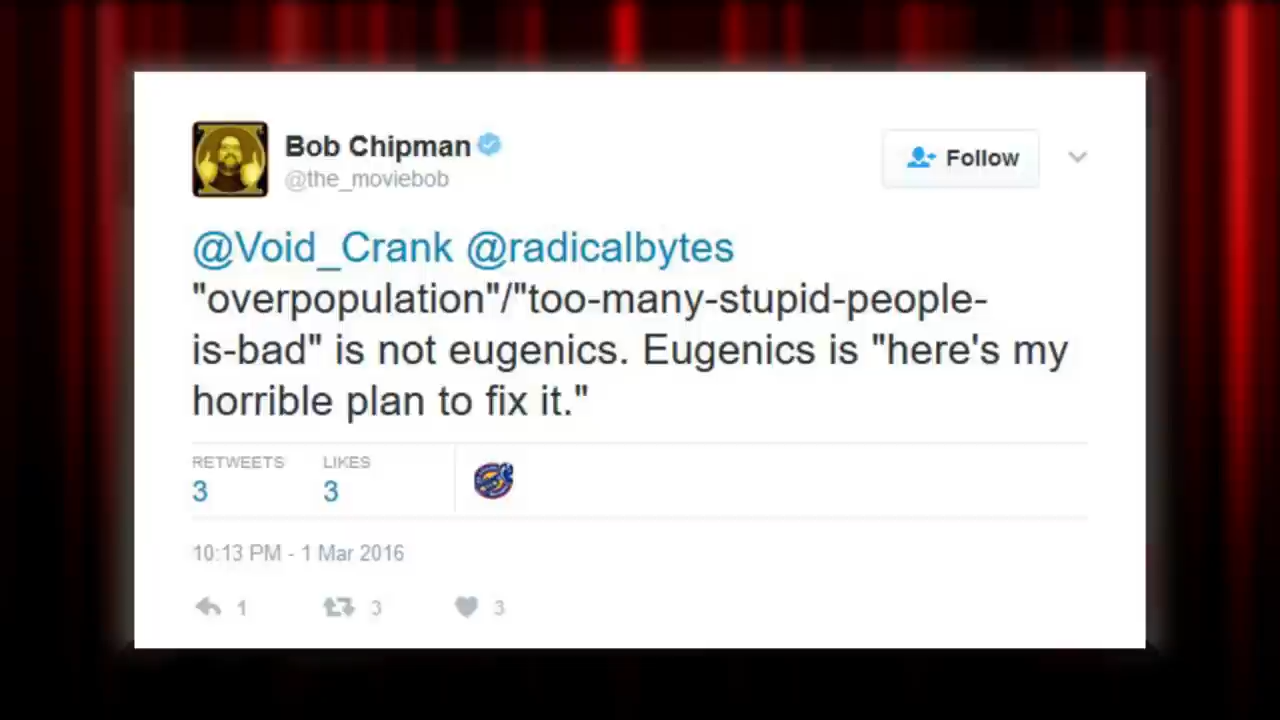 Bob Chipman
@the_moviebob
Follow
@Void_Crank @radicalbytes
"overpopulation"/"too-many-stupid-people-
is-bad" is not eugenics. Eugenics is "here's my
horrible plan to fix it."
RETWEETS LIKES
3 3
10:13 PM - 1 Mar 2016
1 3 3